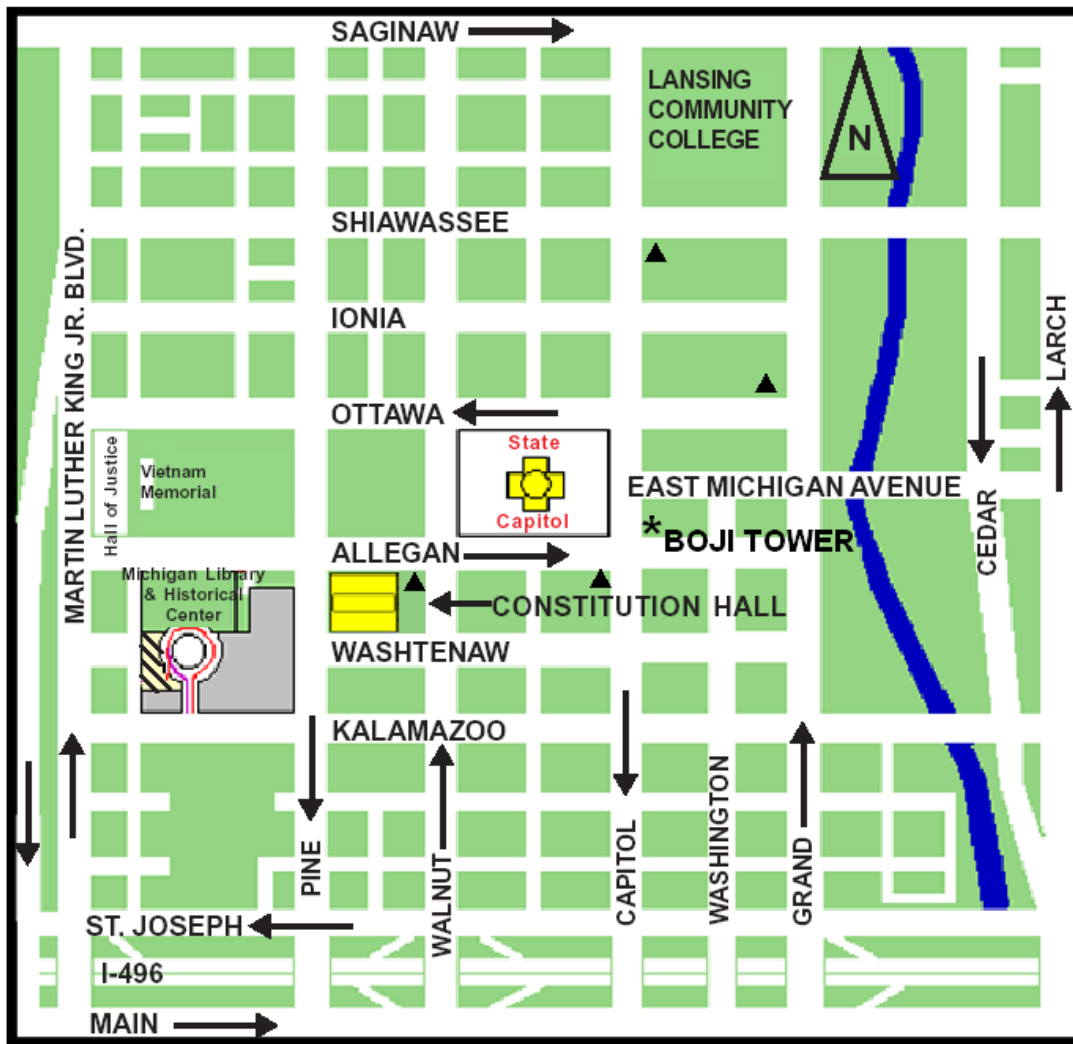 SAGINAW
LANSING
COMMUNITY
COLLEGE
N
SHIAWASSEE
MARTIN LUTHER KING JR. BLVD.
IONIA
LARCH
OTTAWA
State
Capitol
Hall of Justice
Vietnam
Memorial
EAST MICHIGAN AVENUE
*BOJI TOWER
CEDAR
ALLEGAN
Michigan Library
& Historical
Center
CONSTITUTION HALL
WASHTENAW
KALAMAZOO
PINE
WALNUT
CAPITOL
WASHINGTON
GRAND
ST. JOSEPH
I-496
MAIN